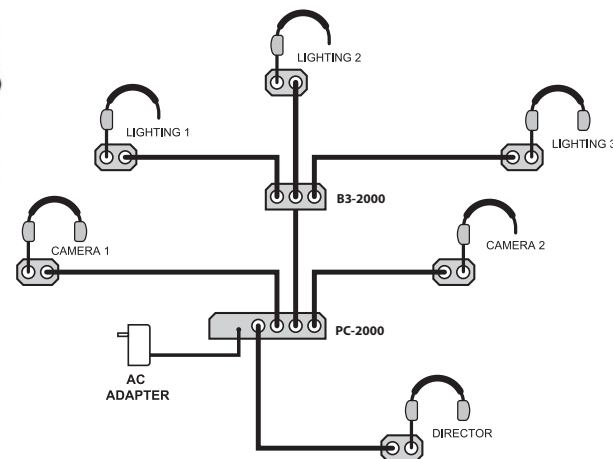 LIGHTING 2
LIGHTING 1
LIGHTING 3
B3-2000
CAMERA 1
CAMERA 2
PC-2000
AC
ADAPTER
DIRECTOR